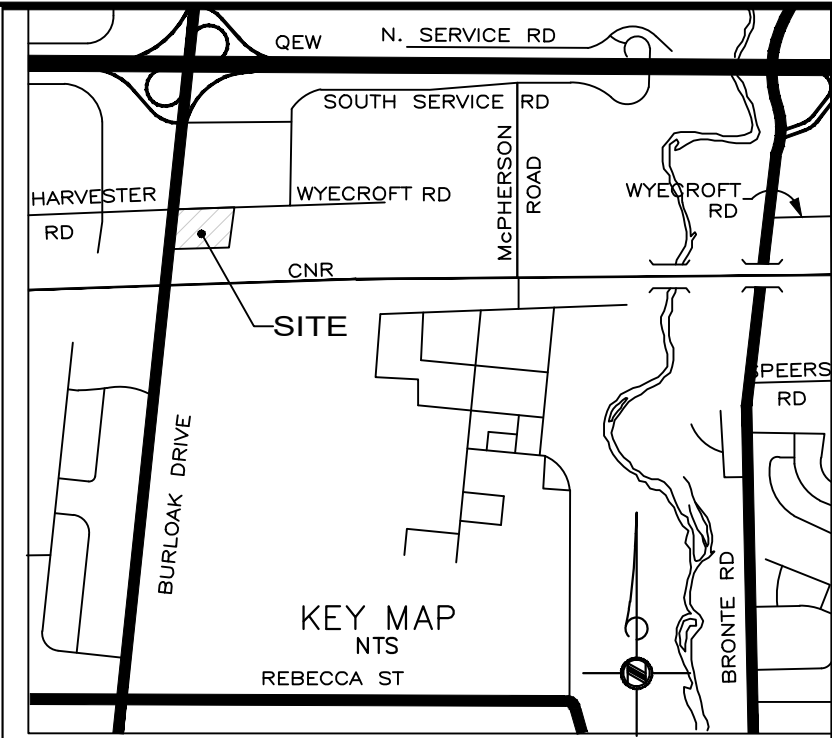 QEW
N. SERVICE RD
SOUTH SERVICE RD
McPHERSON
ROAD
HARVESTER
RD
WYECROFT RD
WYECROFT
RD
CNR
SITE
SPEERS
RD
BURLOAK DRIVE
KEY MAP
NTS
BRONTE RD
REBECCA ST
N